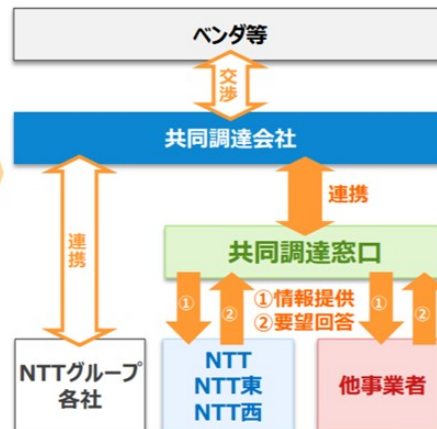 ベンダ等
交渉
共同調達会社
連携
連携
共同調達窓口
①
②
①情報提供
②要望回答
①
②
NTTグループ
各社
NTT
NTT東
NTT西
他事業者